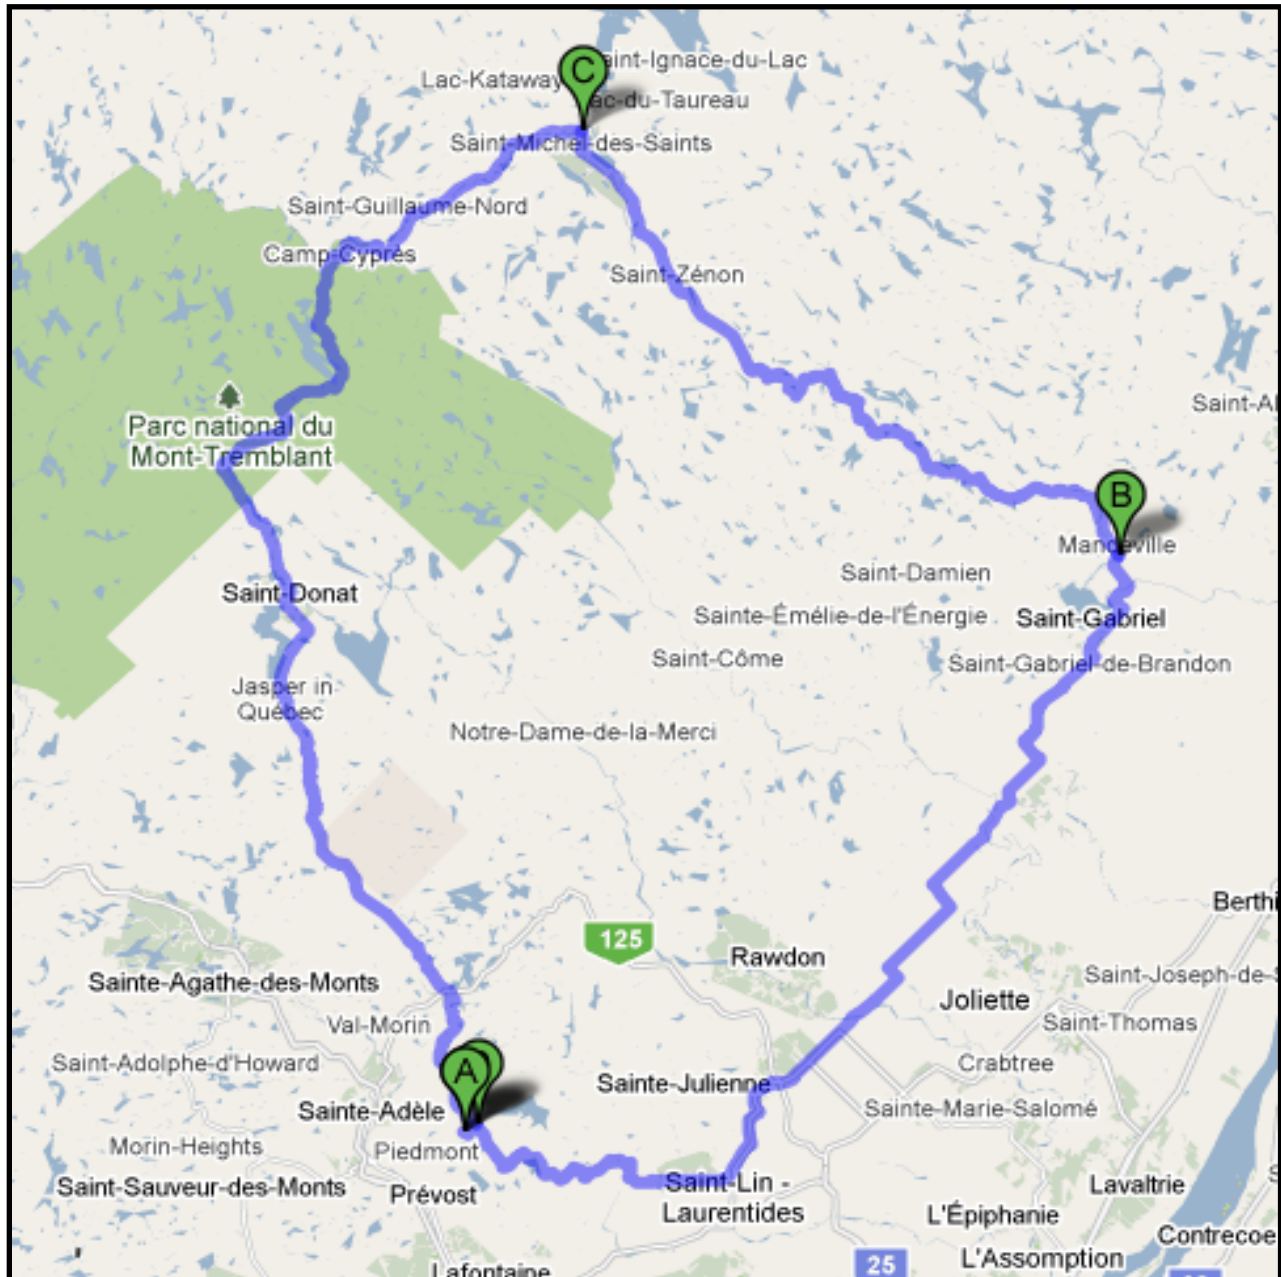 C
Saint-Ignace-du-Lac
Lac-Kataway
Lac-du-Taureau
Saint-Michel-des-Saints
Saint-Guillaume-Nord
Camp-Cyprès
Saint-Zénon
Saint-Al
Parc national du
Mont-Tremblant
B
Mandeville
Saint-Damien
Saint-Donat
Sainte-Émélie-de-l'Énergie
Saint-Gabriel
Saint-Côme
Saint-Gabriel-de-Brandon
Jasper in
Québec
Notre-Dame-de-la-Merci
Berthi
125
Rawdon
Saint-Joseph-de-
Sainte-Agathe-des-Monts
Joliette
Val-Morin
Saint-Thomas
Saint-Adolphe-d'Howard
A
Sainte-Julienne
Crabtree
Sainte-Adèle
Sainte-Marie-Salomé
Morin-Heights
Piedmont
Saint-Sauveur-des-Monts
Prévost
Saint-Lin -
Laurentides
Lavaltrie
L'Épiphanie
Contrecoe
L'Assomption
25
Lafontaine